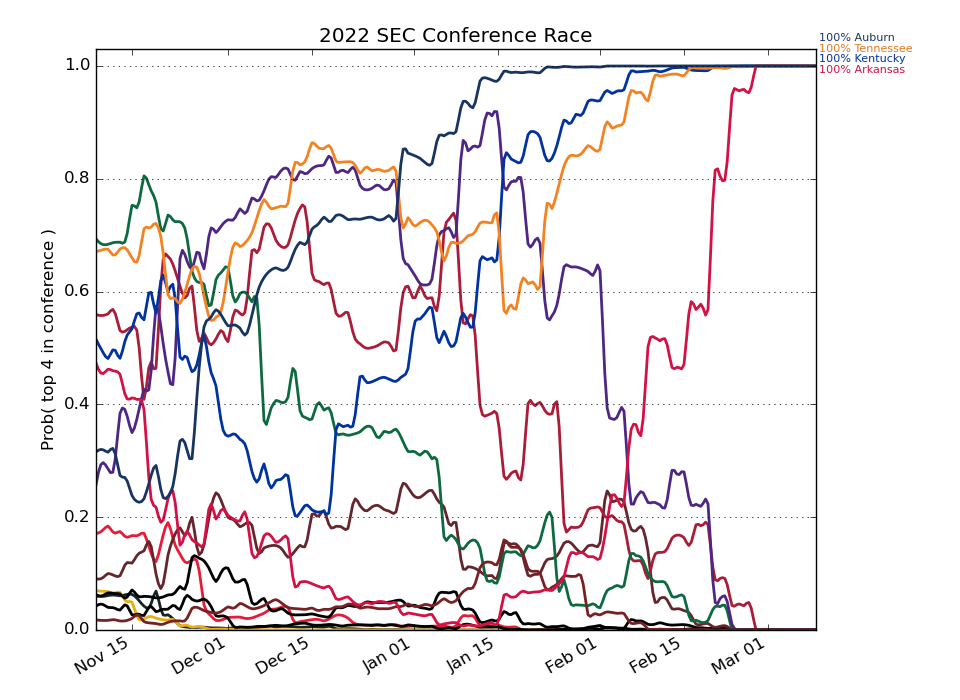 2022 SEC Conference Race
100% Auburn
100% Tennessee
100% Kentucky
100% Arkansas
Prob( top 4 in conference )
1.0
0.8
0.6
0.4
0.2
0.0
Nov 15
Dec 01
Dec 15
Jan 01
Jan 15
Feb 01
Feb 15
Mar 01